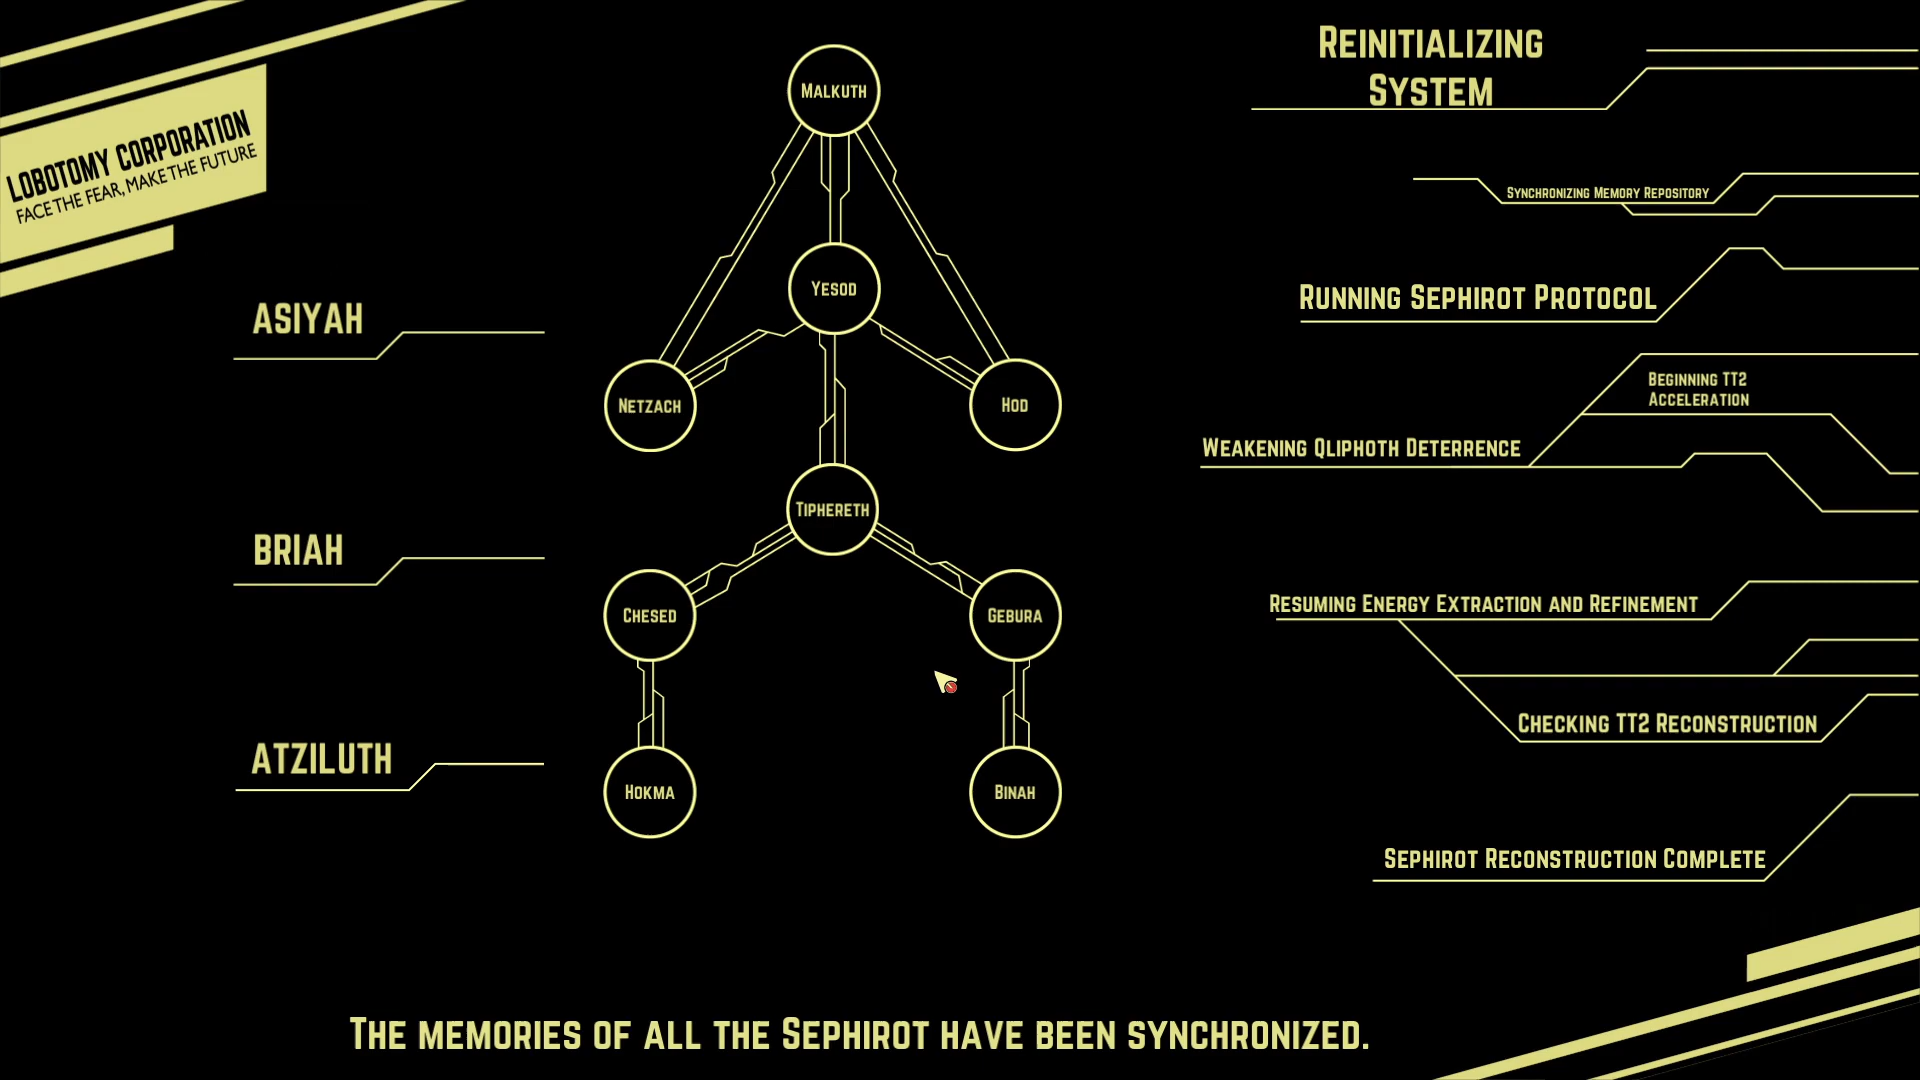 LOBOTOMY CORPORATION
FACE THE FEAR, MAKE THE FUTURE
ASIYAH
BRIAH
ATZILUTH
MALKUTH
YESOD
NETZACH
HOD
TIPHERETH
CHESED
GEBURA
HOKMA
BINAH
REINITIALIZING
SYSTEM
SYNCHRONIZING MEMORY REPOSITORY
RUNNING SEPHIROT PROTOCOL
BEGINNING TT2
ACCELERATION
WEAKENING QLIPHOTH DETERRENCE
RESUMING ENERGY EXTRACTION AND REFINEMENT
CHECKING TT2 RECONSTRUCTION
SEPHIROT RECONSTRUCTION COMPLETE
THE MEMORIES OF ALL THE SEPHIROT HAVE BEEN SYNCHRONIZED.